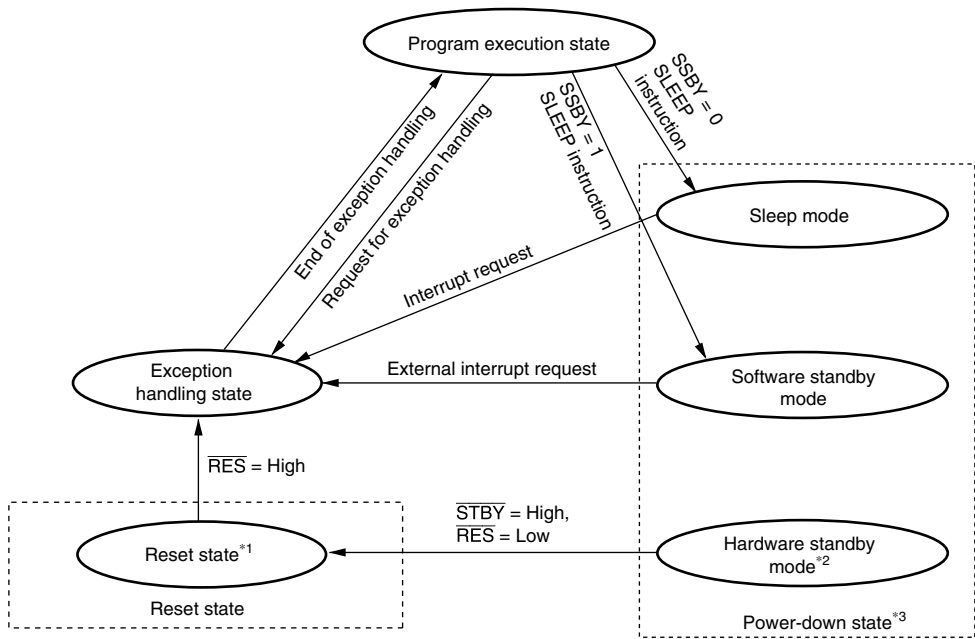 Program execution state
SSBY = 0
SLEEP
instruction
SSBY = 1
SLEEP instruction
End of exception handling
Request for exception handling
Sleep mode
Interrupt request
Exception
handling state
External interrupt request
Software standby
mode
RES = High
STBY = High,
RES = Low
Reset state*1
Hardware standby
mode*2
Reset state
Power-down state*3